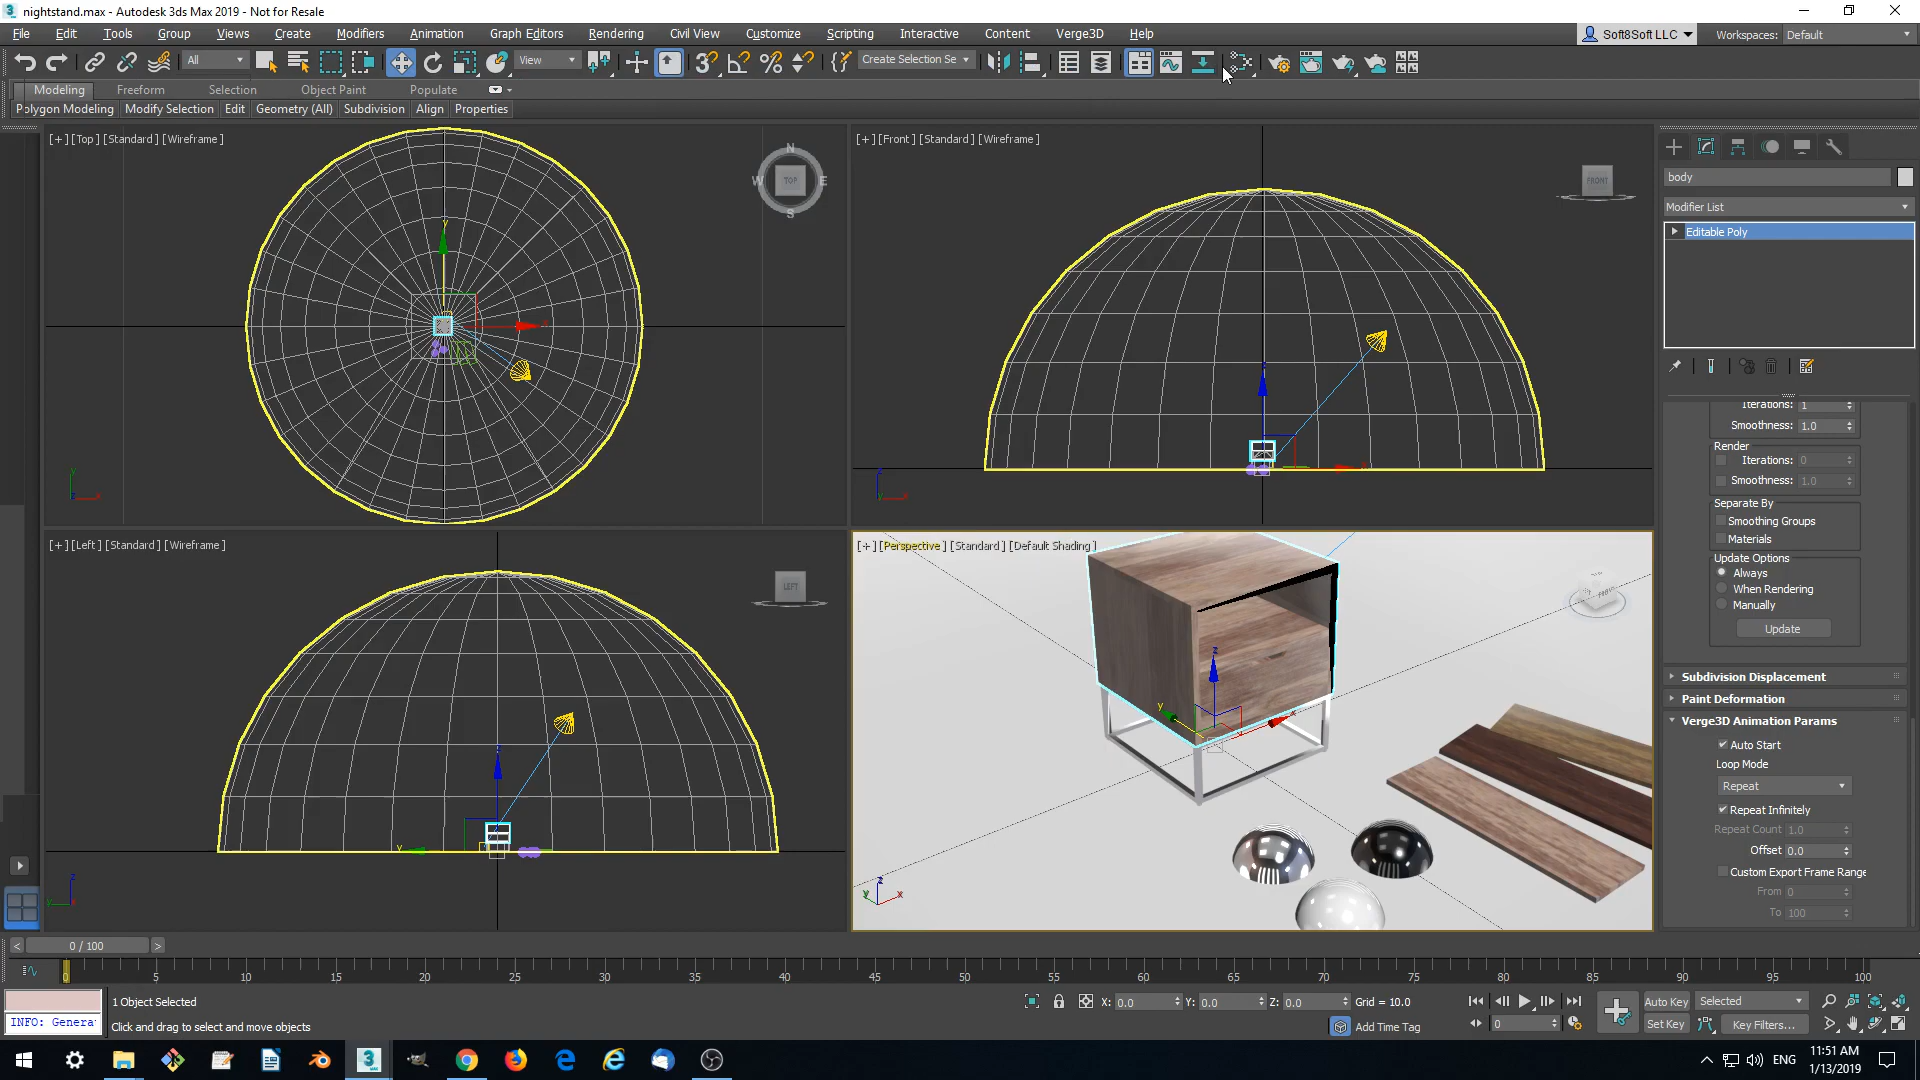 nightstand.max - Autodesk 3ds Max 2019 - Not for Resale
File Edit Tools Group Views Create Modifiers Animation Graph Editors Rendering Civil View Customize Scripting Interactive Content Verge3D Help Soft8Soft LLC Workspaces: Default
All View Create Selection Se
Modeling Freeform Selection Object Paint Populate
Polygon Modeling Modify Selection Edit Geometry (All) Subdivision Align Properties
[+] [Top] [Standard] [Wireframe]
[+] [Front] [Standard] [Wireframe]
N
W TOP E
S
FRONT
y
x
z
x
body
Modifier List
Editable Poly
Iterations: 1
Smoothness: 1.0
Render
Iterations: 0
Smoothness: 1.0
Separate By
Smoothing Groups
Materials
Update Options
Always
When Rendering
Manually
Update
Subdivision Displacement
Paint Deformation
Verge3D Animation Params
Auto Start
Loop Mode
Repeat
Repeat Infinitely
Repeat Count 1.0
Offset 0.0
Custom Export Frame Range
From 0
To 100
[+] [Left] [Standard] [Wireframe]
LEFT
z
y
[+] [Perspective] [Standard] [Default Shading]
FRONT
z
y
x
z
y x
< 0 / 100 >
0 5 10 15 20 25 30 35 40 45 50 55 60 65 70 75 80 85 90 95 100
1 Object Selected
X: 0.0 Y: 0.0 Z: 0.0 Grid = 10.0
Auto Key Selected
INFO: Genera
Click and drag to select and move objects
Add Time Tag
0
Set Key Key Filters...
3
MAX
ENG
11:51 AM
1/13/2019